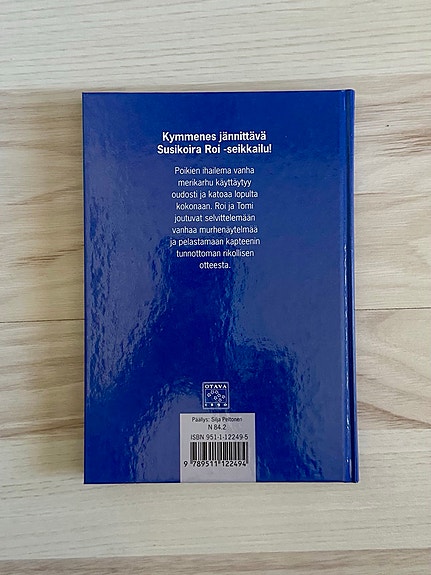 Kymmenes jännittävä
Susikoira Roi -seikkailu!
Poikien ihailema vanha
merikarhu käyttäytyy
oudosti ja katoaa lopulta
kokonaan. Roi ja Tomi
joutuvat selvittelemään
vanhaa murhenäytelmää
ja pelastamaan kapteenin
tunnottoman rikollisen
otteesta.
OTAVA
1890
Päällys: Silja Peltonen
N 84.2
ISBN 951-1-12249-5
9 789511 122494